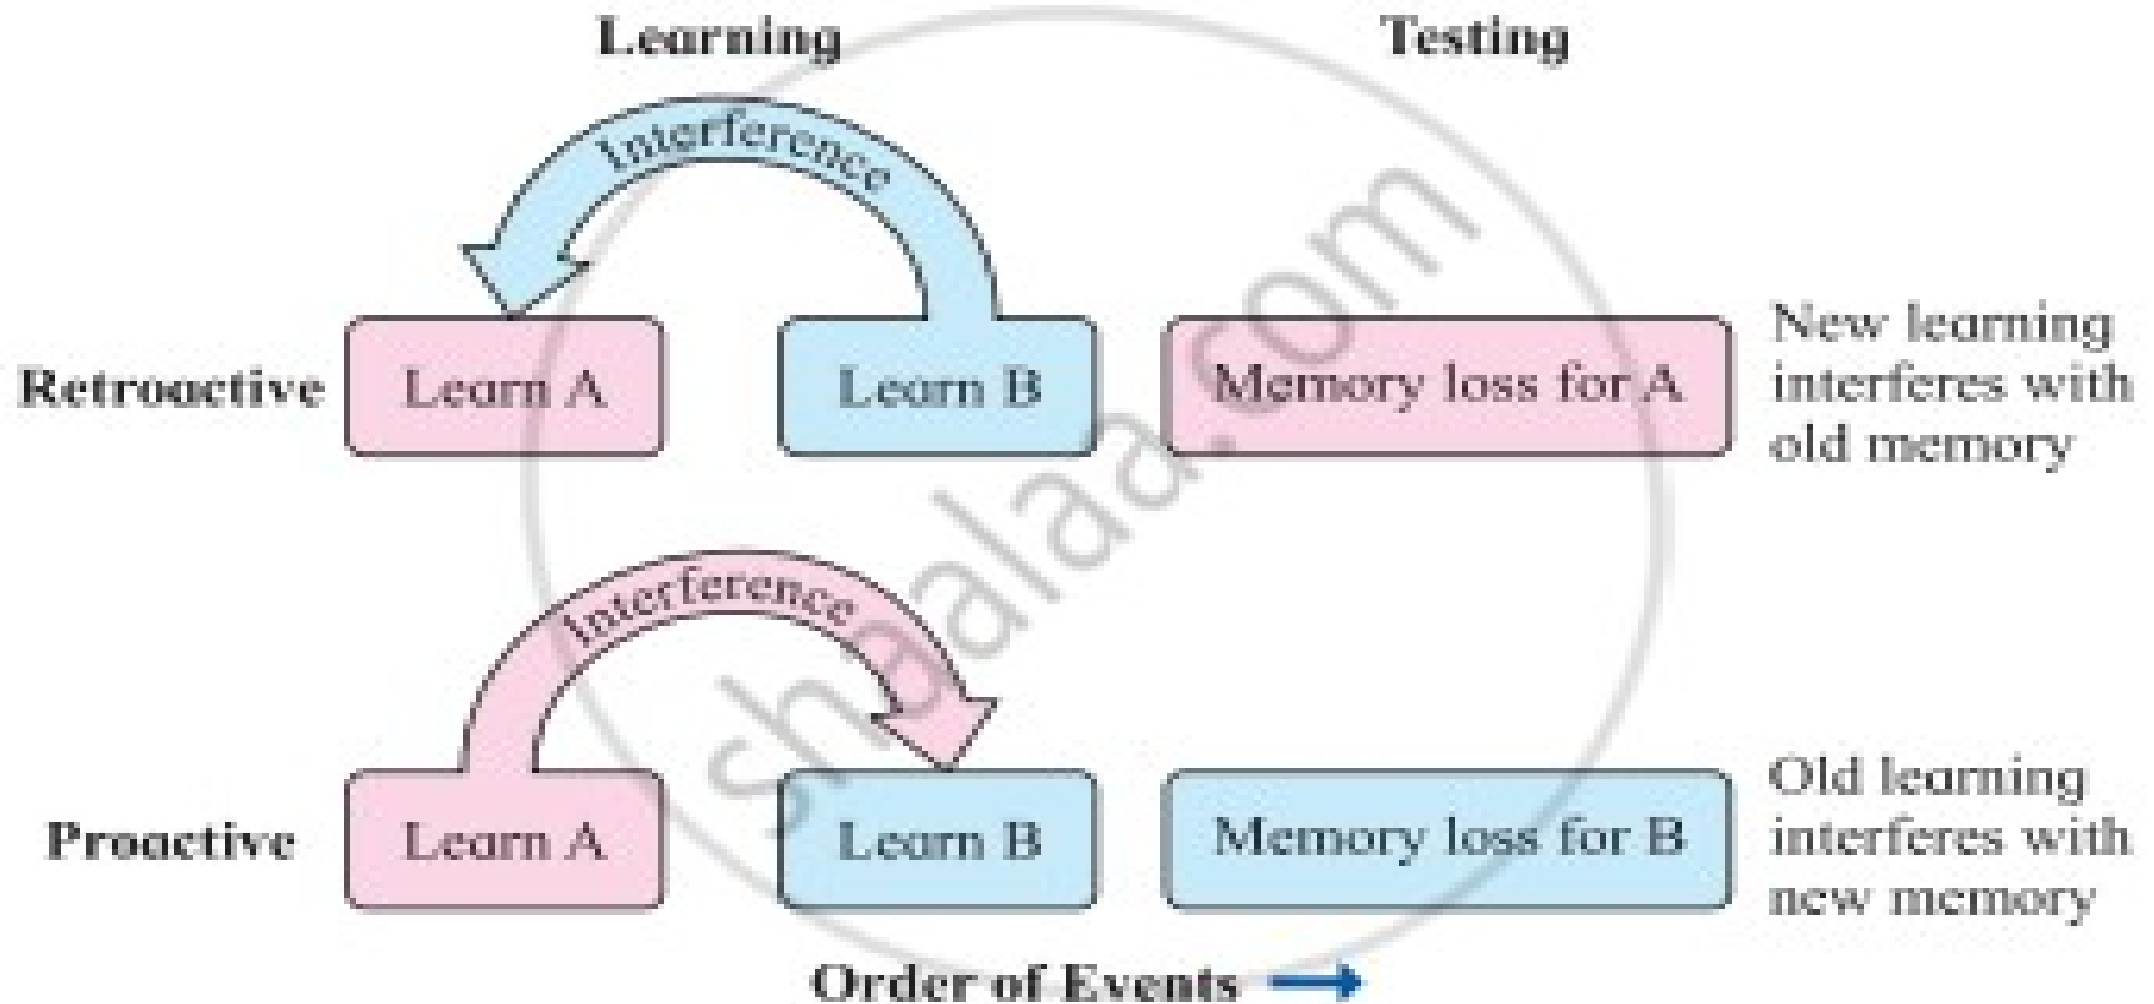 Learning
Testing
Interference
Retroactive
Learn A
Learn B
Memory loss for A
New learning
interferes with
old memory
Interference
Proactive
Learn A
Learn B
Memory loss for B
Old learning
interferes with
new memory
Order of Events
shaalaa.com